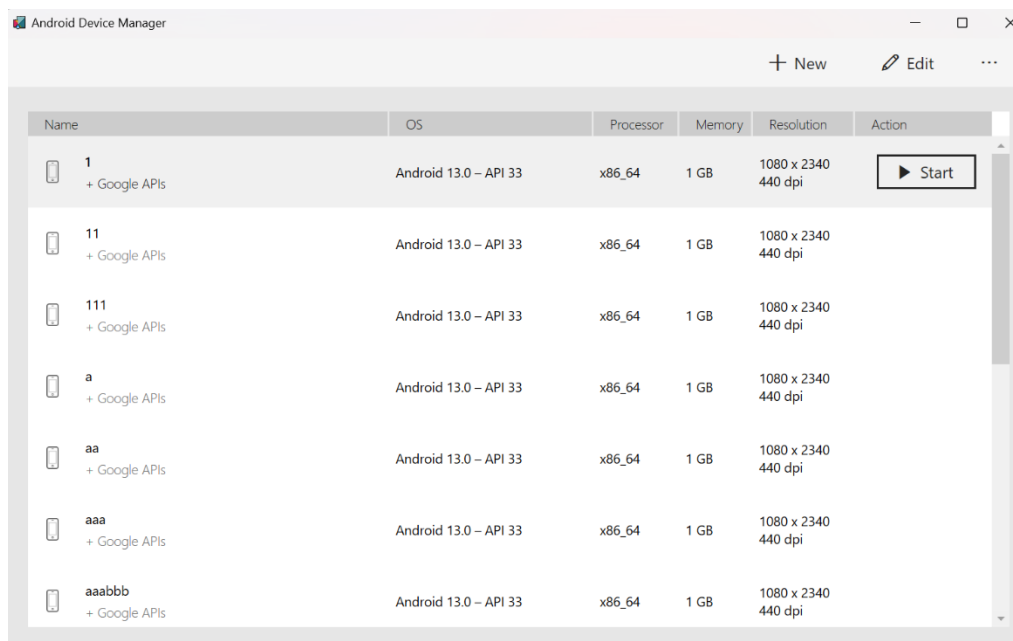 Android Device Manager
New Edit ...
Name OS Processor Memory Resolution Action
1
+ Google APIs
Android 13.0 – API 33 x86_64 1 GB
1080 x 2340
440 dpi
Start
11
+ Google APIs
Android 13.0 – API 33 x86_64 1 GB
1080 x 2340
440 dpi
111
+ Google APIs
Android 13.0 – API 33 x86_64 1 GB
1080 x 2340
440 dpi
a
+ Google APIs
Android 13.0 – API 33 x86_64 1 GB
1080 x 2340
440 dpi
aa
+ Google APIs
Android 13.0 – API 33 x86_64 1 GB
1080 x 2340
440 dpi
aaa
+ Google APIs
Android 13.0 – API 33 x86_64 1 GB
1080 x 2340
440 dpi
aaabbb
+ Google APIs
Android 13.0 – API 33 x86_64 1 GB
1080 x 2340
440 dpi